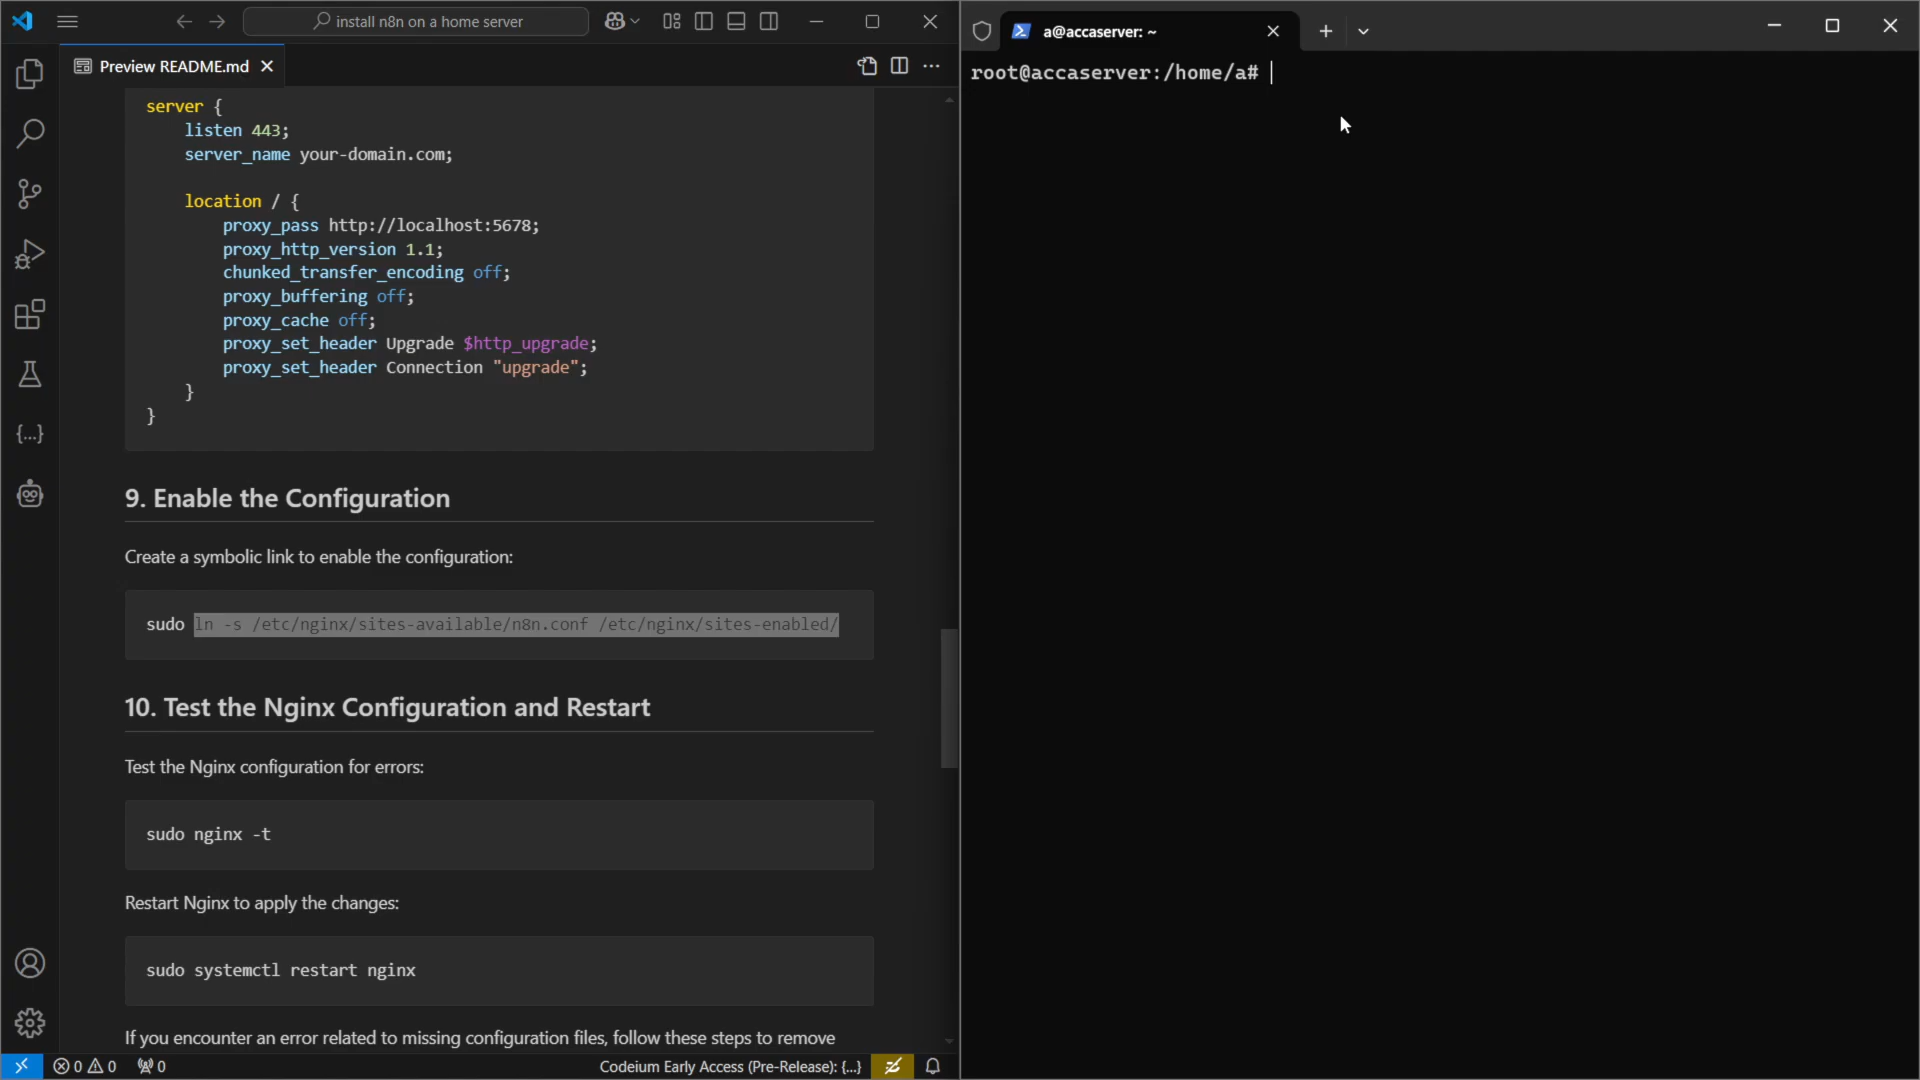 install n8n on a home server
Preview README.md
server {
listen 443;
server_name your-domain.com;
location / {
proxy_pass http://localhost:5678;
proxy_http_version 1.1;
chunked_transfer_encoding off;
proxy_buffering off;
proxy_cache off;
proxy_set_header Upgrade $http_upgrade;
proxy_set_header Connection "upgrade";
}
}
9. Enable the Configuration
Create a symbolic link to enable the configuration:
sudo ln -s /etc/nginx/sites-available/n8n.conf /etc/nginx/sites-enabled/
10. Test the Nginx Configuration and Restart
Test the Nginx configuration for errors:
sudo nginx -t
Restart Nginx to apply the changes:
sudo systemctl restart nginx
If you encounter an error related to missing configuration files, follow these steps to remove
0 0 0 Codeium Early Access (Pre-Release): {...}
a@accaserver: ~
root@accaserver:/home/a#